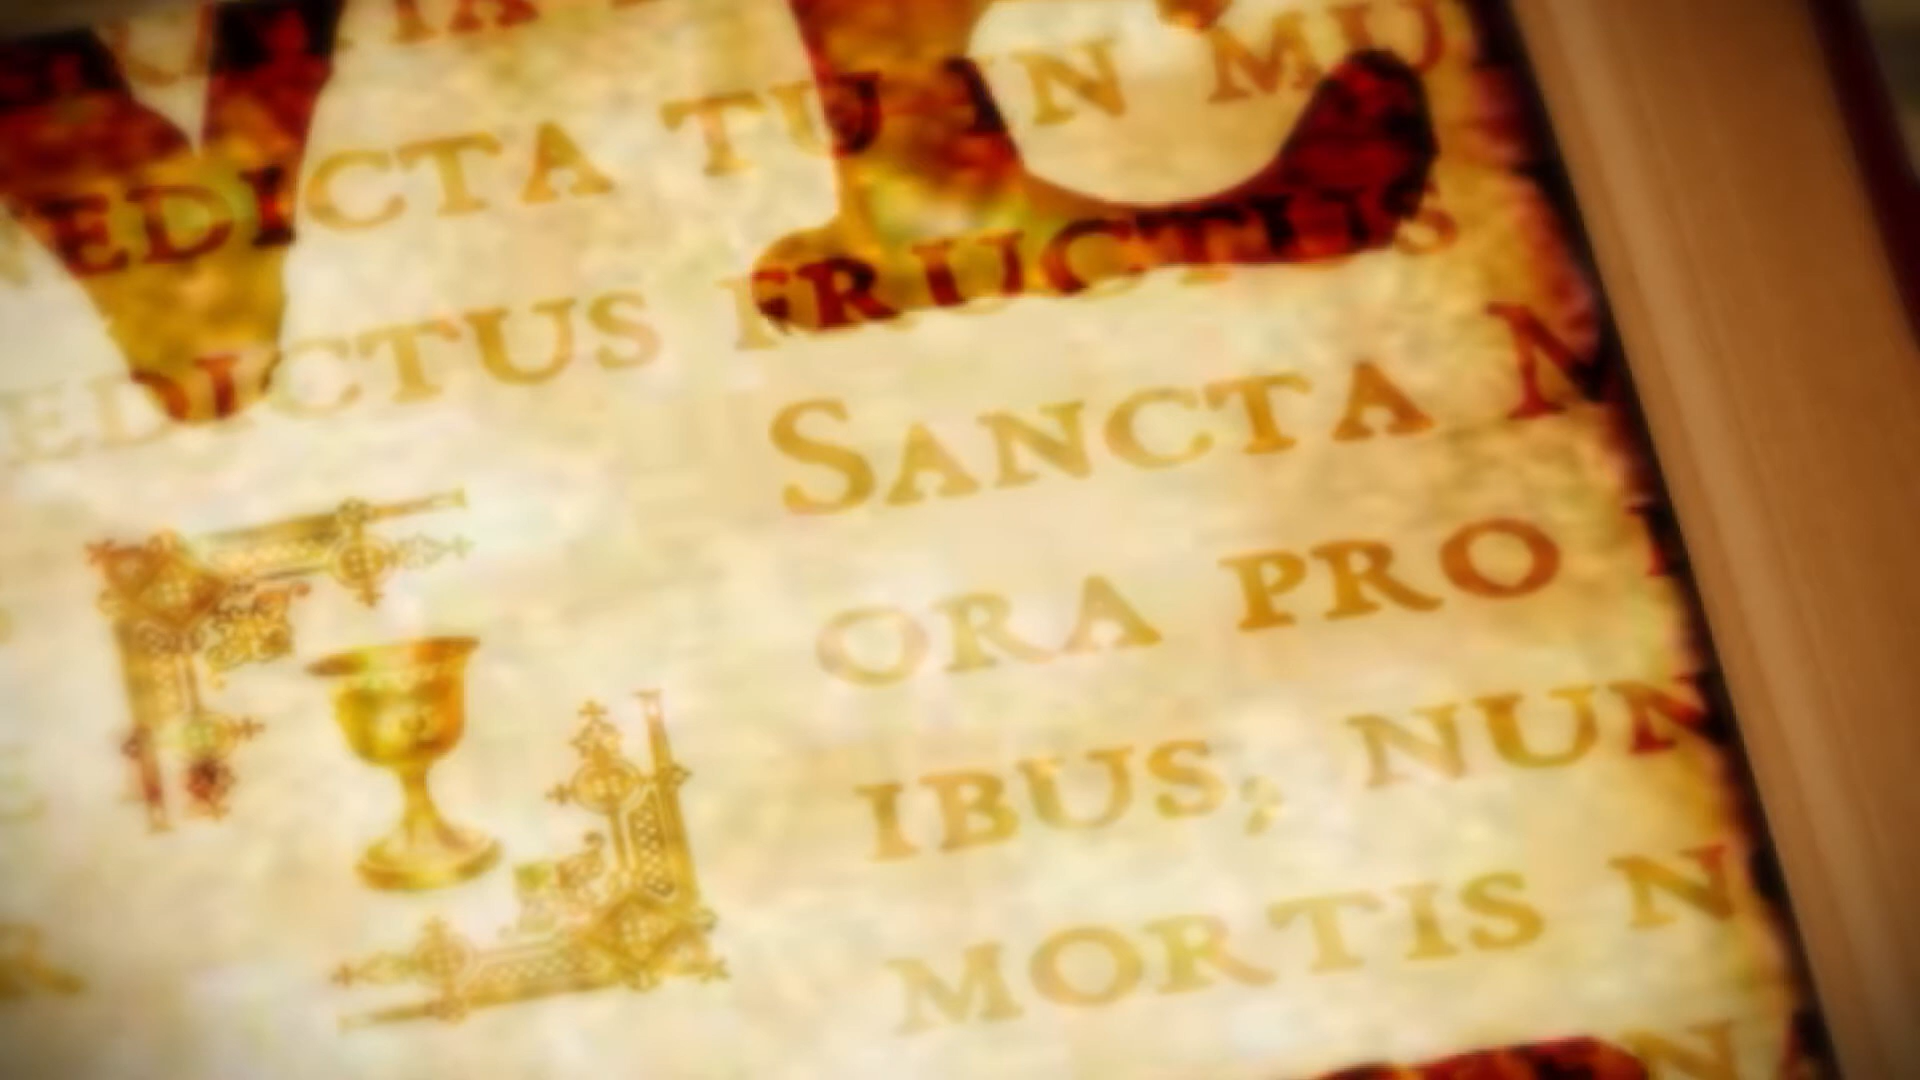 EDICTA TU IN MU
EDICTUS FRUCTUS
SANCTA M
ORA PRO
IBUS, NUN
MORTIS N